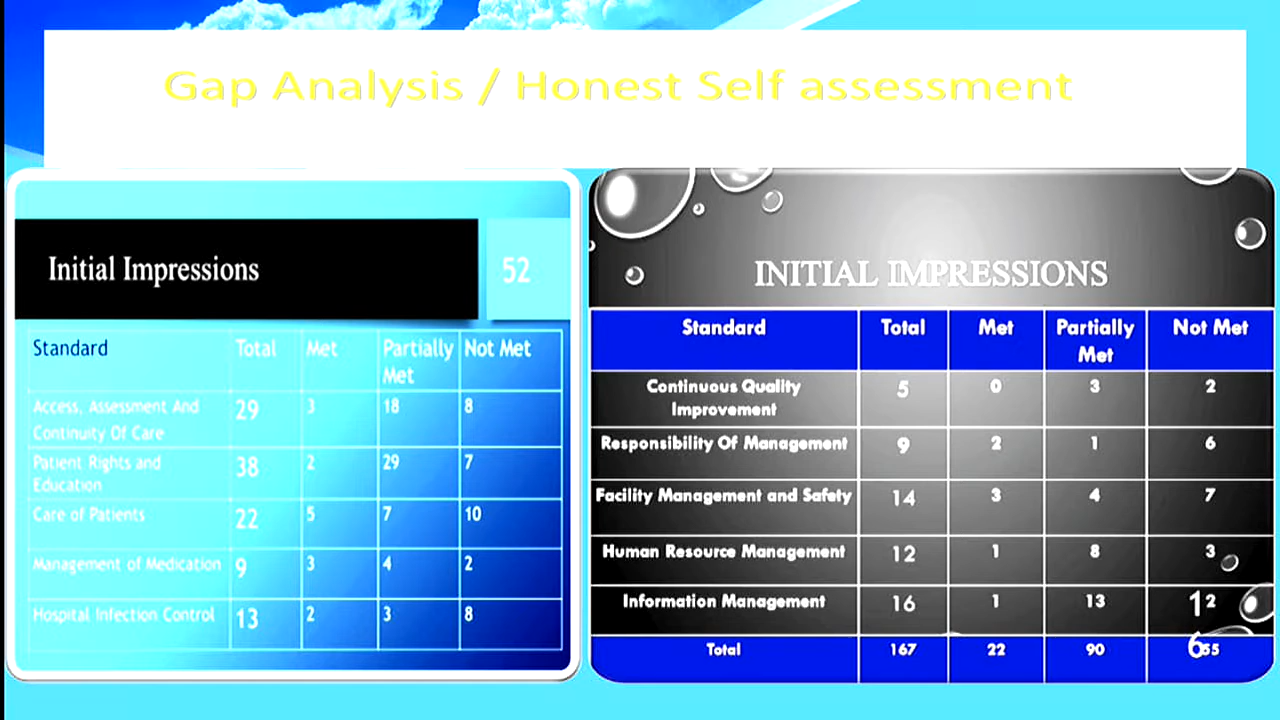 Gap Analysis / Honest Self assessment
Initial Impressions
52
Standard Total Met Partially Met Not Met
Access, Assessment And Continuity Of Care 29 3 18 8
Patient Rights and Education 38 2 29 7
Care of Patients 22 5 7 10
Management of Medication 9 3 4 2
Hospital Infection Control 13 2 3 8
INITIAL IMPRESSIONS
Standard Total Met Partially Met Not Met
Continuous Quality Improvement 5 0 3 2
Responsibility Of Management 9 2 1 6
Facility Management and Safety 14 3 4 7
Human Resource Management 12 1 8 3
Information Management 16 1 13 2
Total 167 22 90 55
16